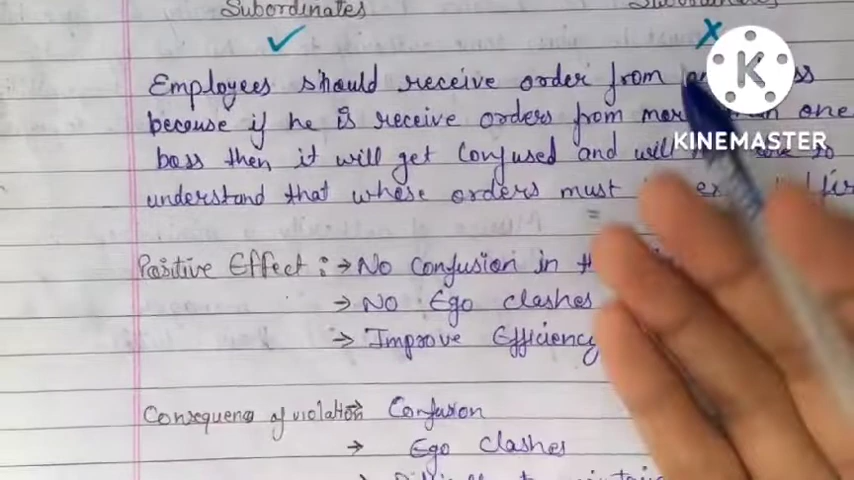 Subordinates
✓ X
Employees should receive order from
because if he is receive orders from one
boss then it will get Confused and will to
understand that whose orders must
Positive Effect : → No Confusion in
→ No Ego clashes
→ Improve Efficiency
Consequens of violation → Confusion
→ Ego clashes
K
KINEMASTER